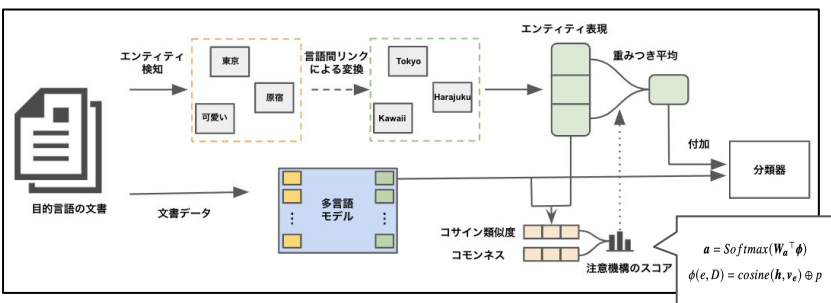 エンティティ表現
エンティティ
検知
東京
原宿
可愛い
言語間リンク
による変換
Tokyo
Harajuku
Kawaii
重みつき平均
付加
分類器
目的言語の文書
文書データ
多言語
モデル
コサイン類似度
コモンネス
注意機構のスコア
a = Softmax(Wₐ⊤ϕ)
ϕ(e, D) = cosine(h, vₑ) ⊕ p